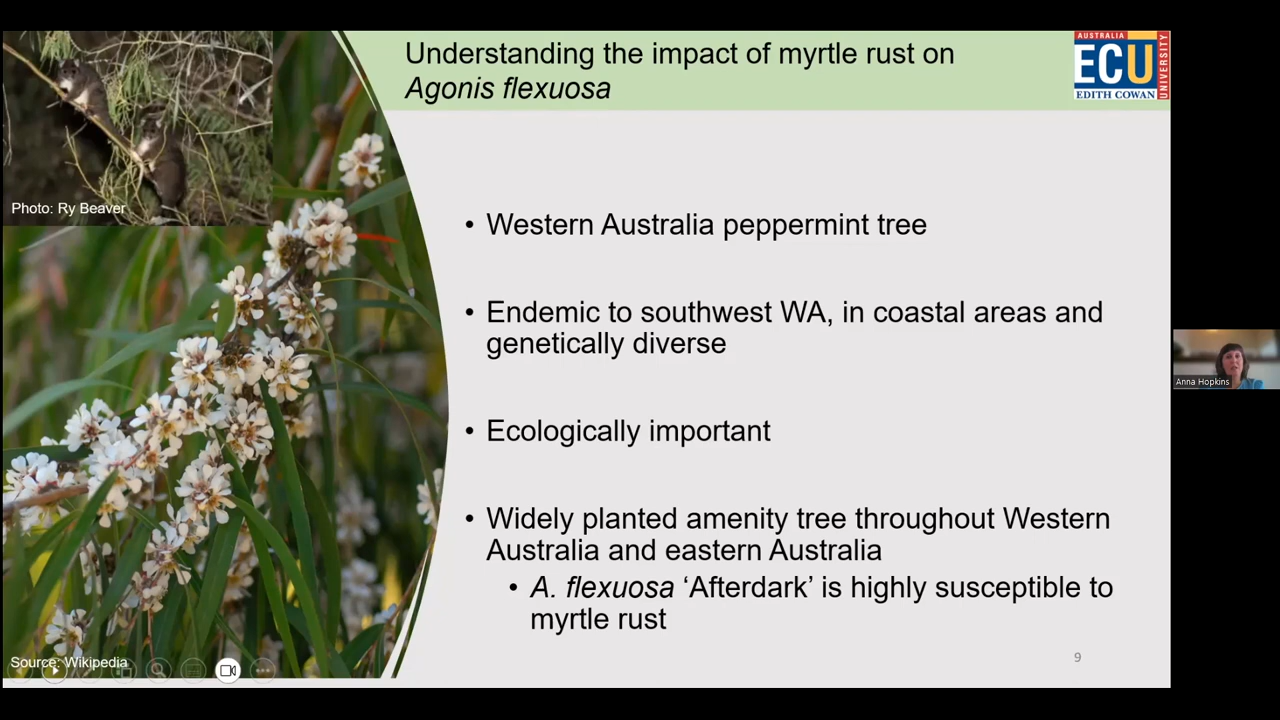 Understanding the impact of myrtle rust on
Agonis flexuosa
AUSTRALIA
ECU
UNIVERSITY
EDITH COWAN
Photo: Ry Beaver
• Western Australia peppermint tree
• Endemic to southwest WA, in coastal areas and
genetically diverse
• Ecologically important
• Widely planted amenity tree throughout Western
Australia and eastern Australia
• A. flexuosa ‘Afterdark’ is highly susceptible to
myrtle rust
Anna Hopkins
Source: Wikipedia
9